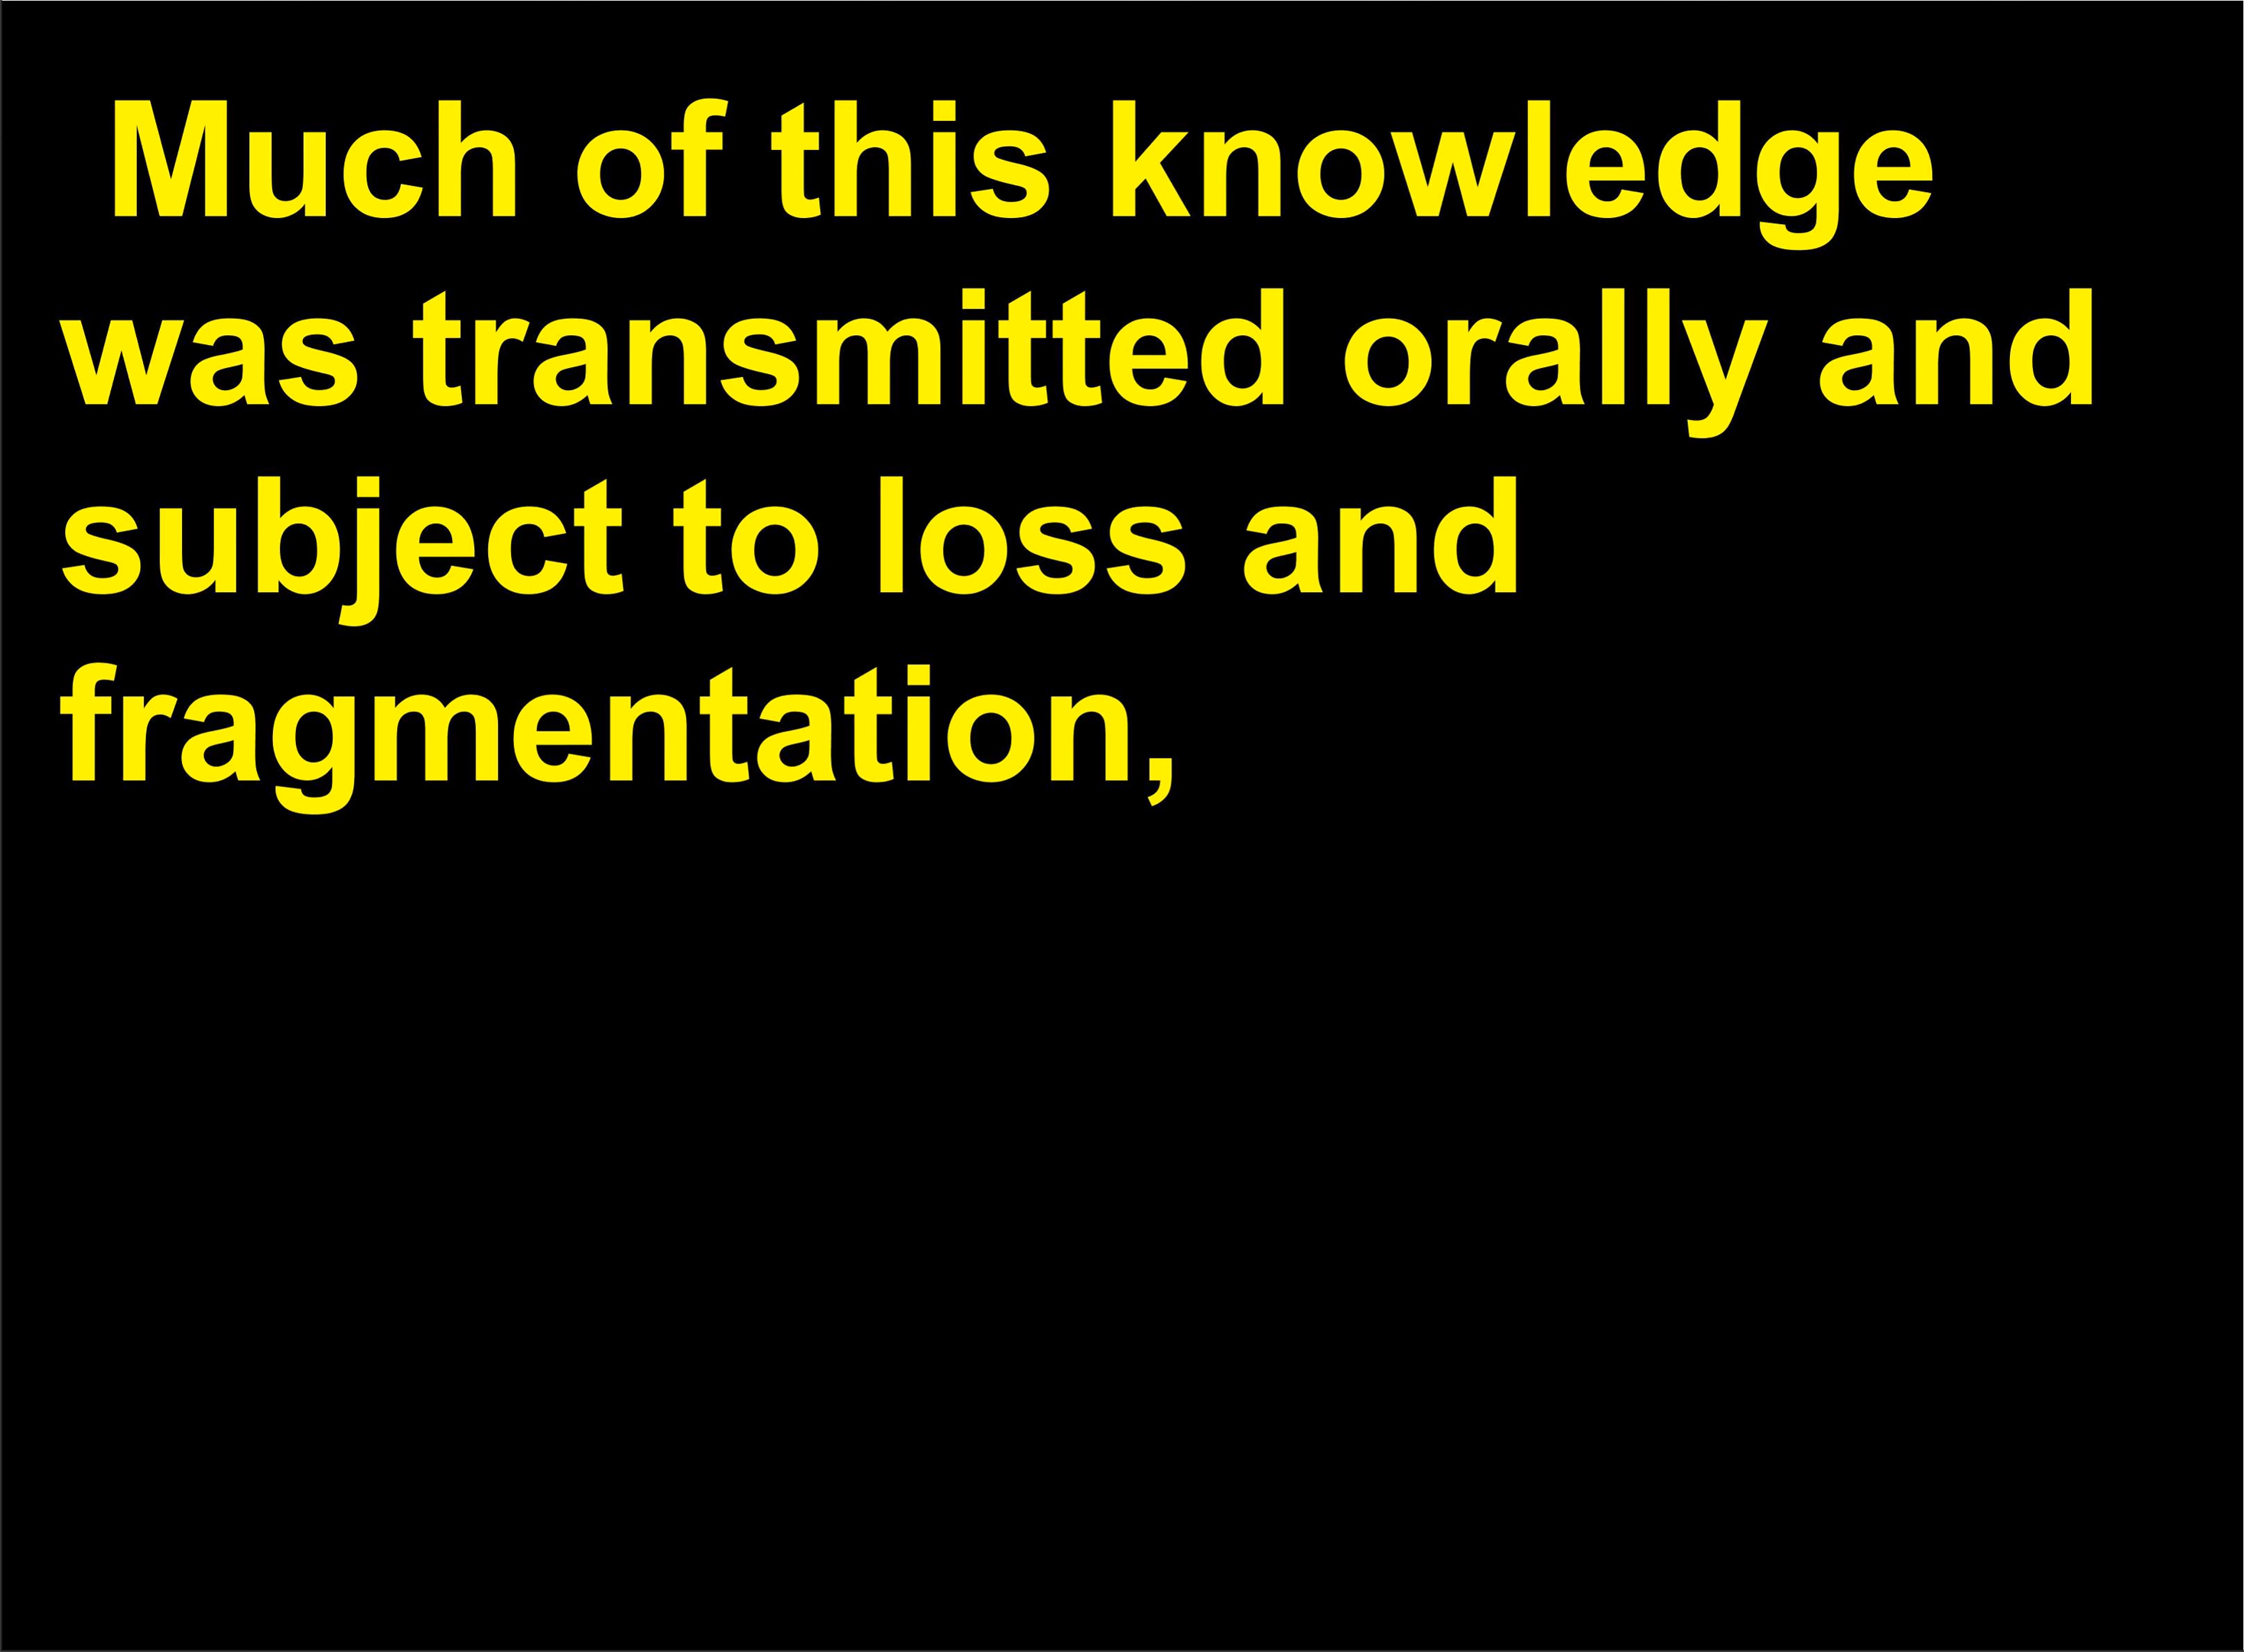 Much of this knowledge
was transmitted orally and
subject to loss and
fragmentation,